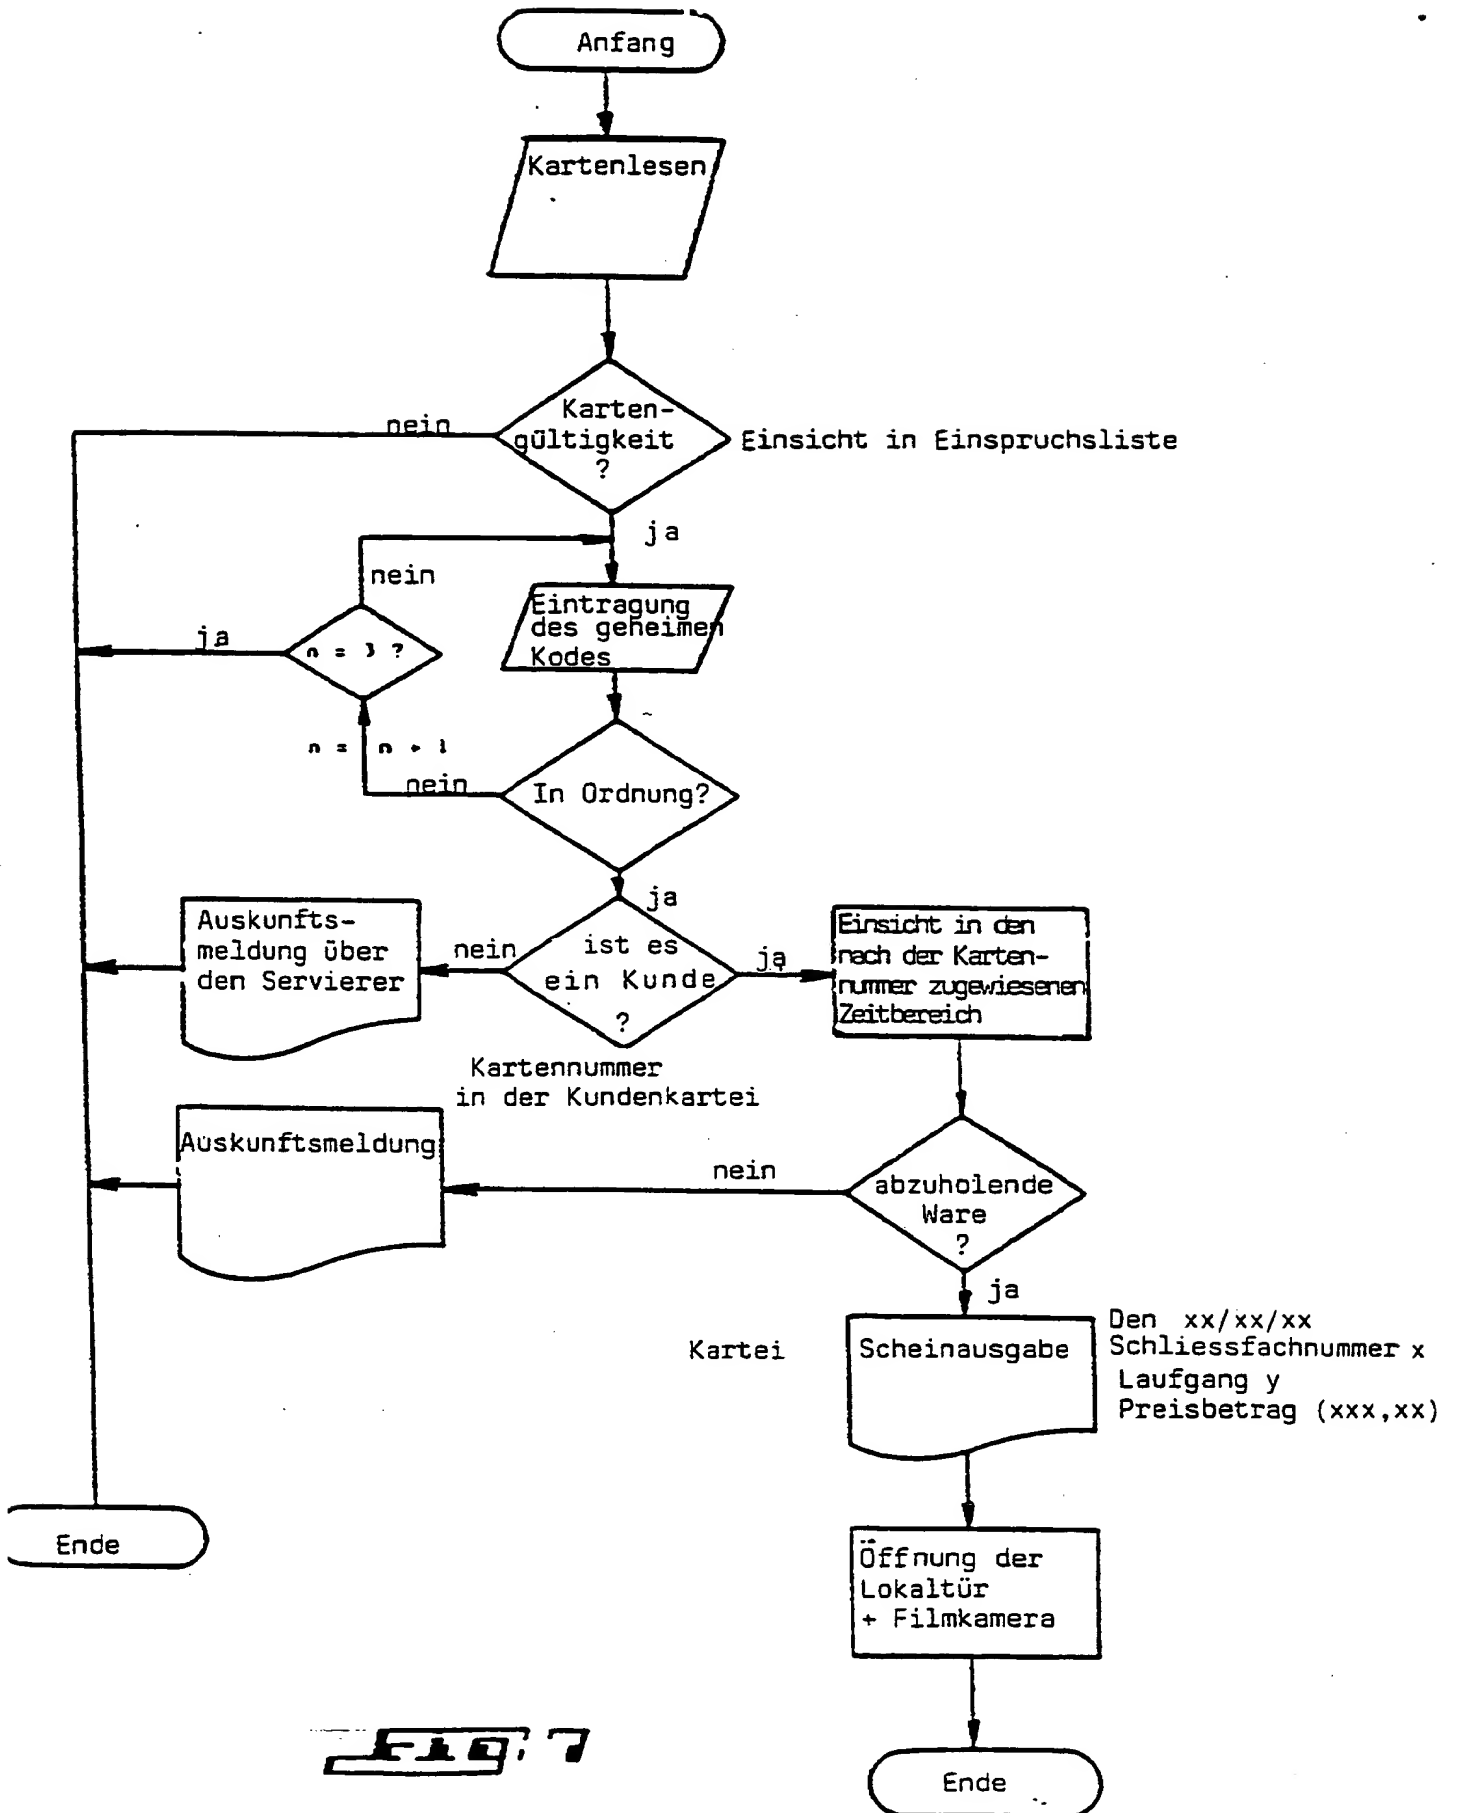 Anfang
Kartenlesen
nein
Karten-
gültigkeit
?
Einsicht in Einspruchsliste
ja
nein
Eintragung
des geheimen
Kodes
ja
n = 3 ?
n = n + 1
nein
In Ordnung?
ja
Auskunfts-
meldung über
den Servierer
nein
ist es
ein Kunde
?
ja
Einsicht in den
nach der Karten-
nummer zugewiesenen
Zeitbereich
Kartennummer
in der Kundenkartei
Auskunftsmeldung
nein
abzuholende
Ware
?
ja
Kartei
Scheinausgabe
Den xx/xx/xx
Schliessfachnummer x
Laufgang y
Preisbetrag (xxx,xx)
Ende
Öffnung der
Lokaltür
+ Filmkamera
Fig. 7
Ende